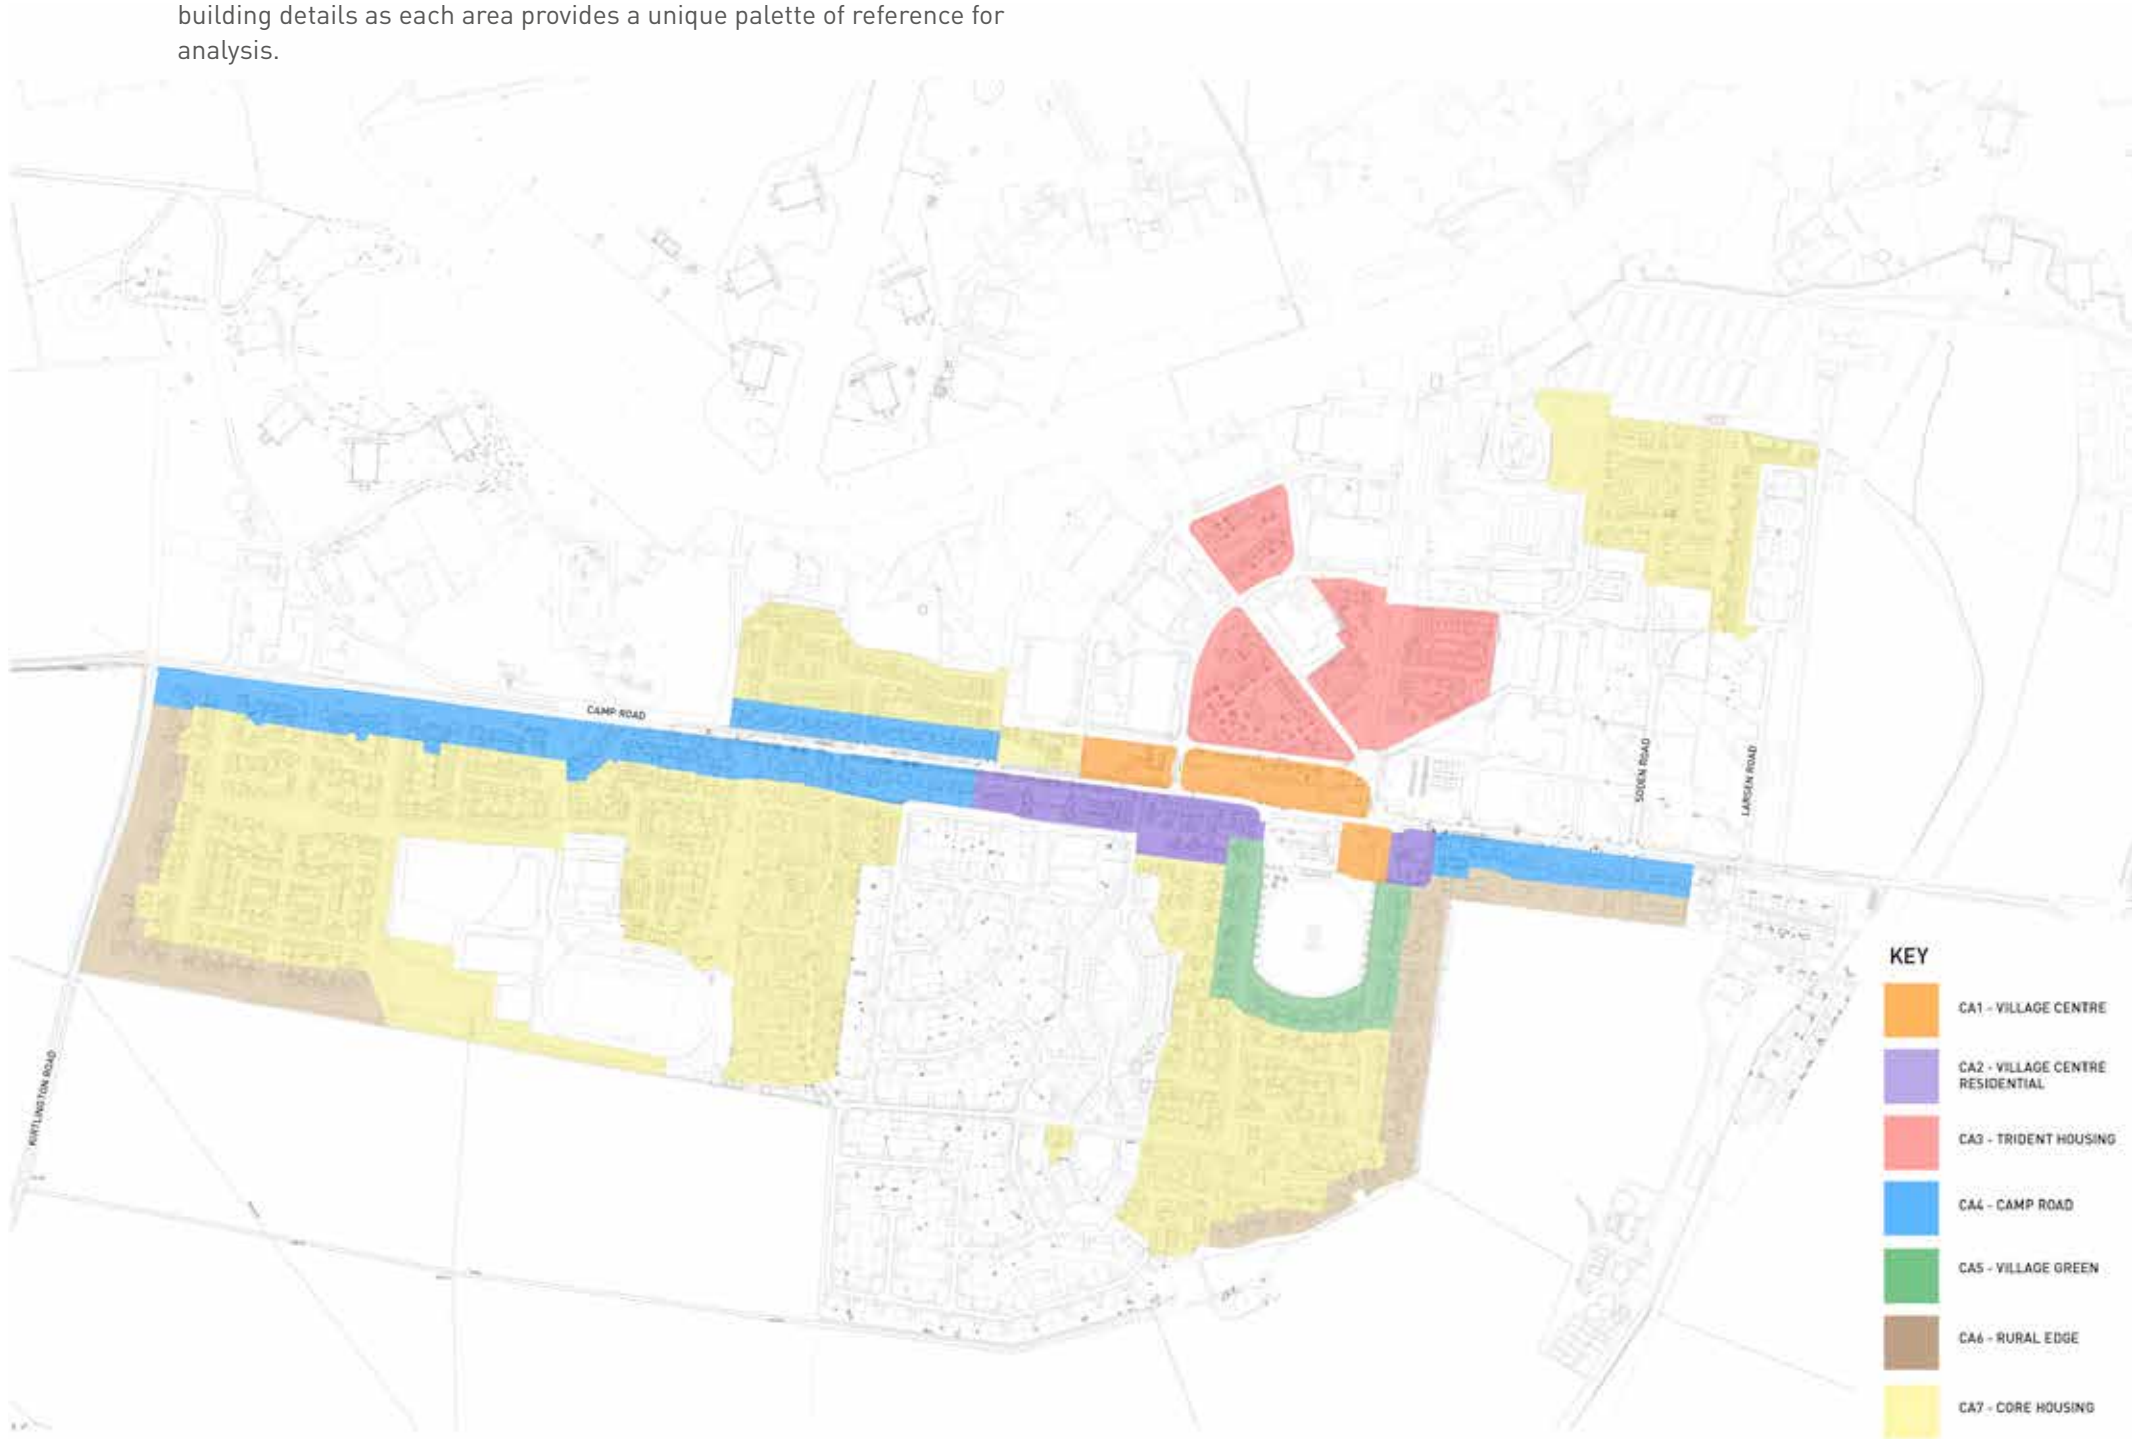 building details as each area provides a unique palette of reference for
analysis.
CAMP ROAD
SODEN ROAD
LARSEN ROAD
KIRTLINGTON ROAD
KEY
CA1 - VILLAGE CENTRE
CA2 - VILLAGE CENTRE
RESIDENTIAL
CA3 - TRIDENT HOUSING
CA4 - CAMP ROAD
CA5 - VILLAGE GREEN
CA6 - RURAL EDGE
CA7 - CORE HOUSING